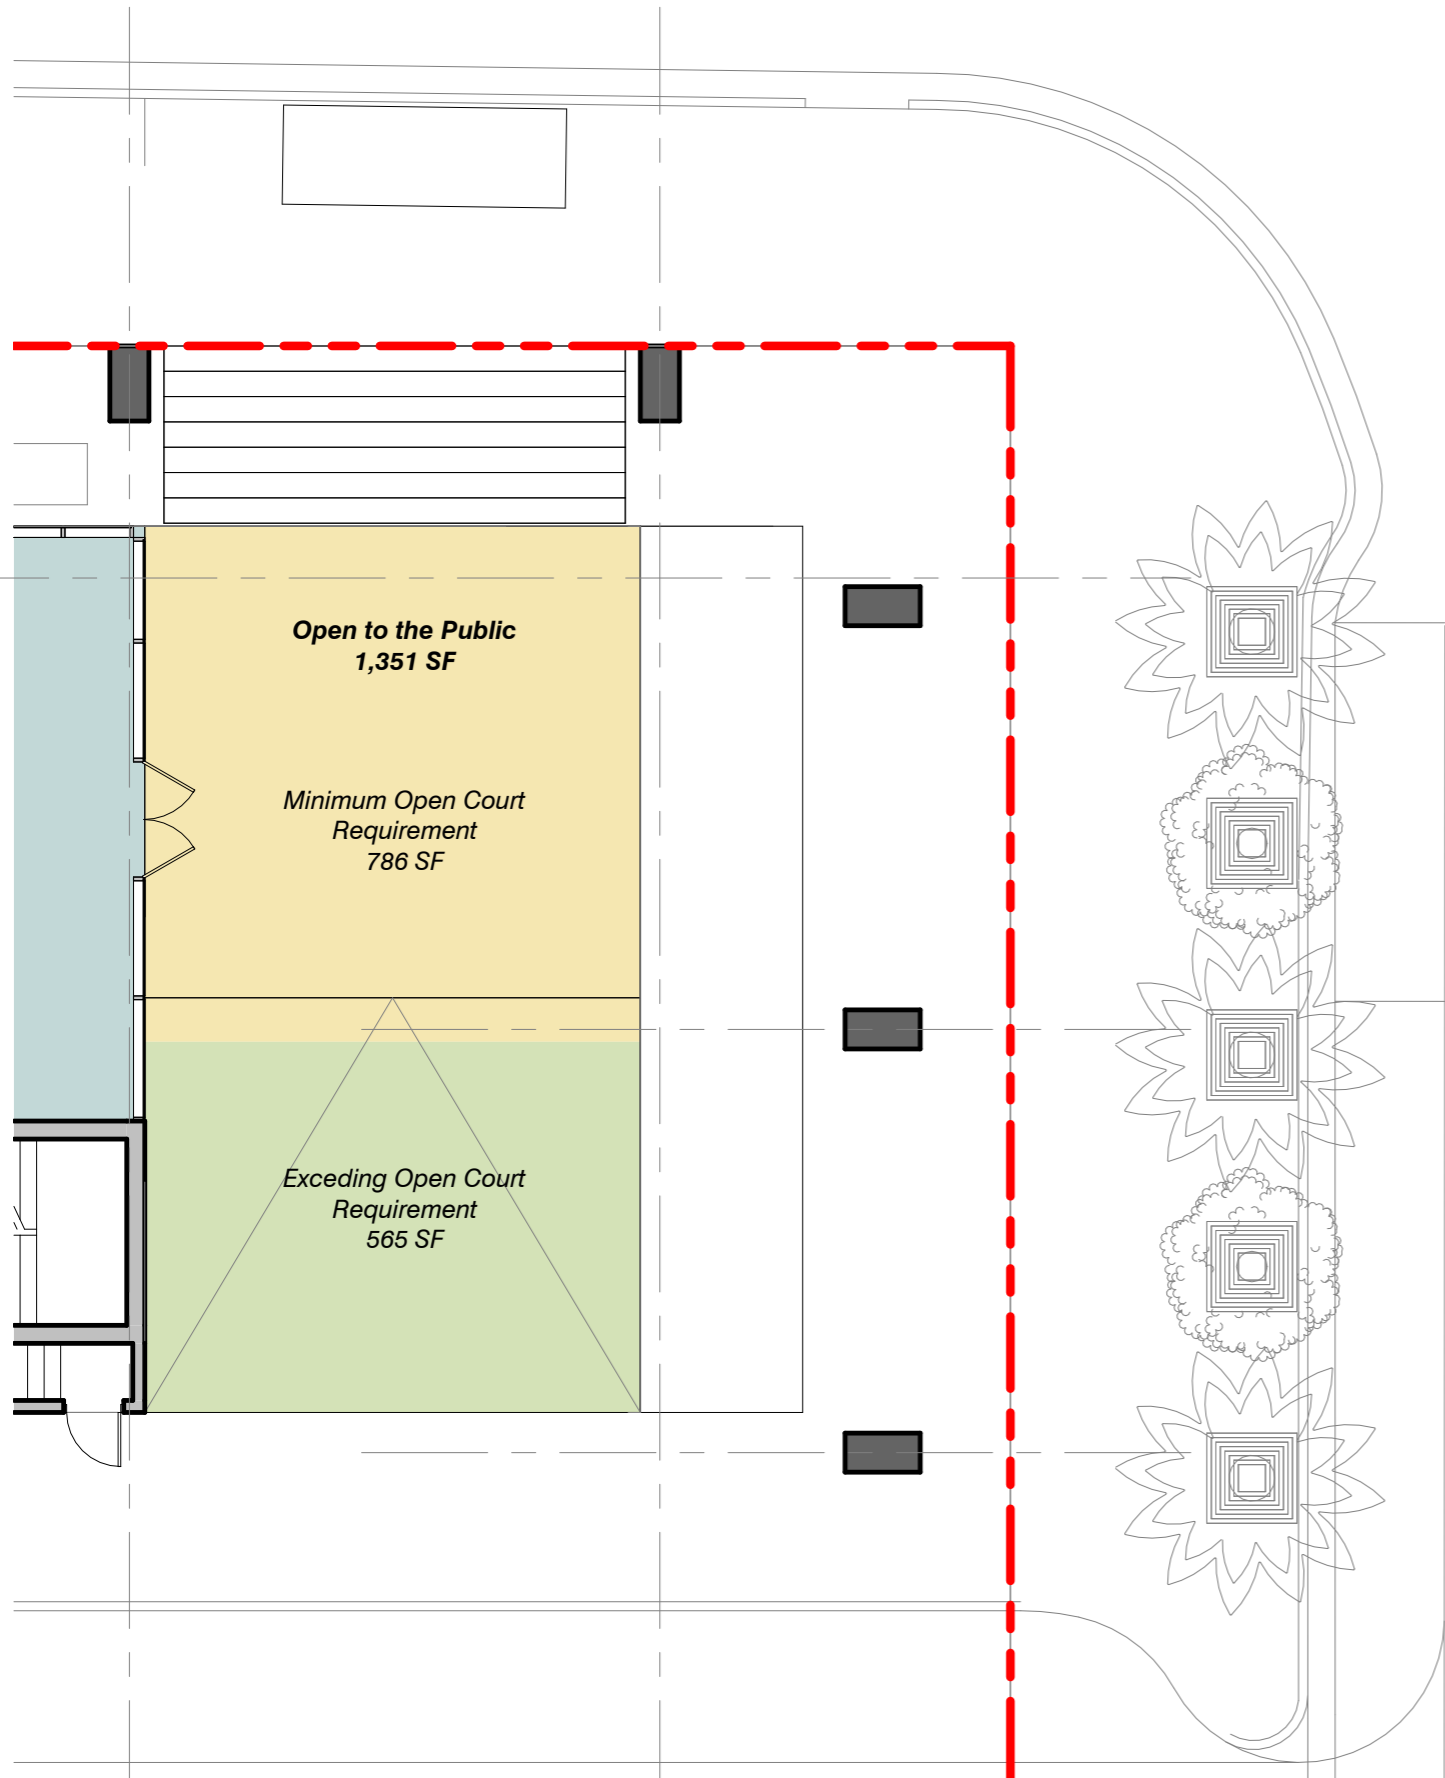 Open to the Public
1,351 SF
Minimum Open Court
Requirement
786 SF
Exceding Open Court
Requirement
565 SF